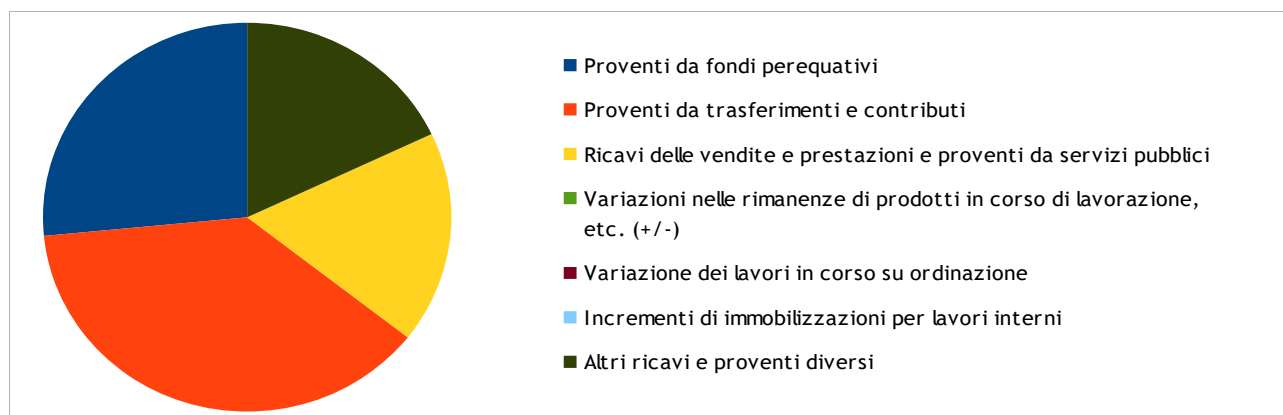 Proventi da fondi perequativi
Proventi da trasferimenti e contributi
Ricavi delle vendite e prestazioni e proventi da servizi pubblici
Variazioni nelle rimanenze di prodotti in corso di lavorazione,
etc. (+/-)
Variazione dei lavori in corso su ordinazione
Incrementi di immobilizzazioni per lavori interni
Altri ricavi e proventi diversi